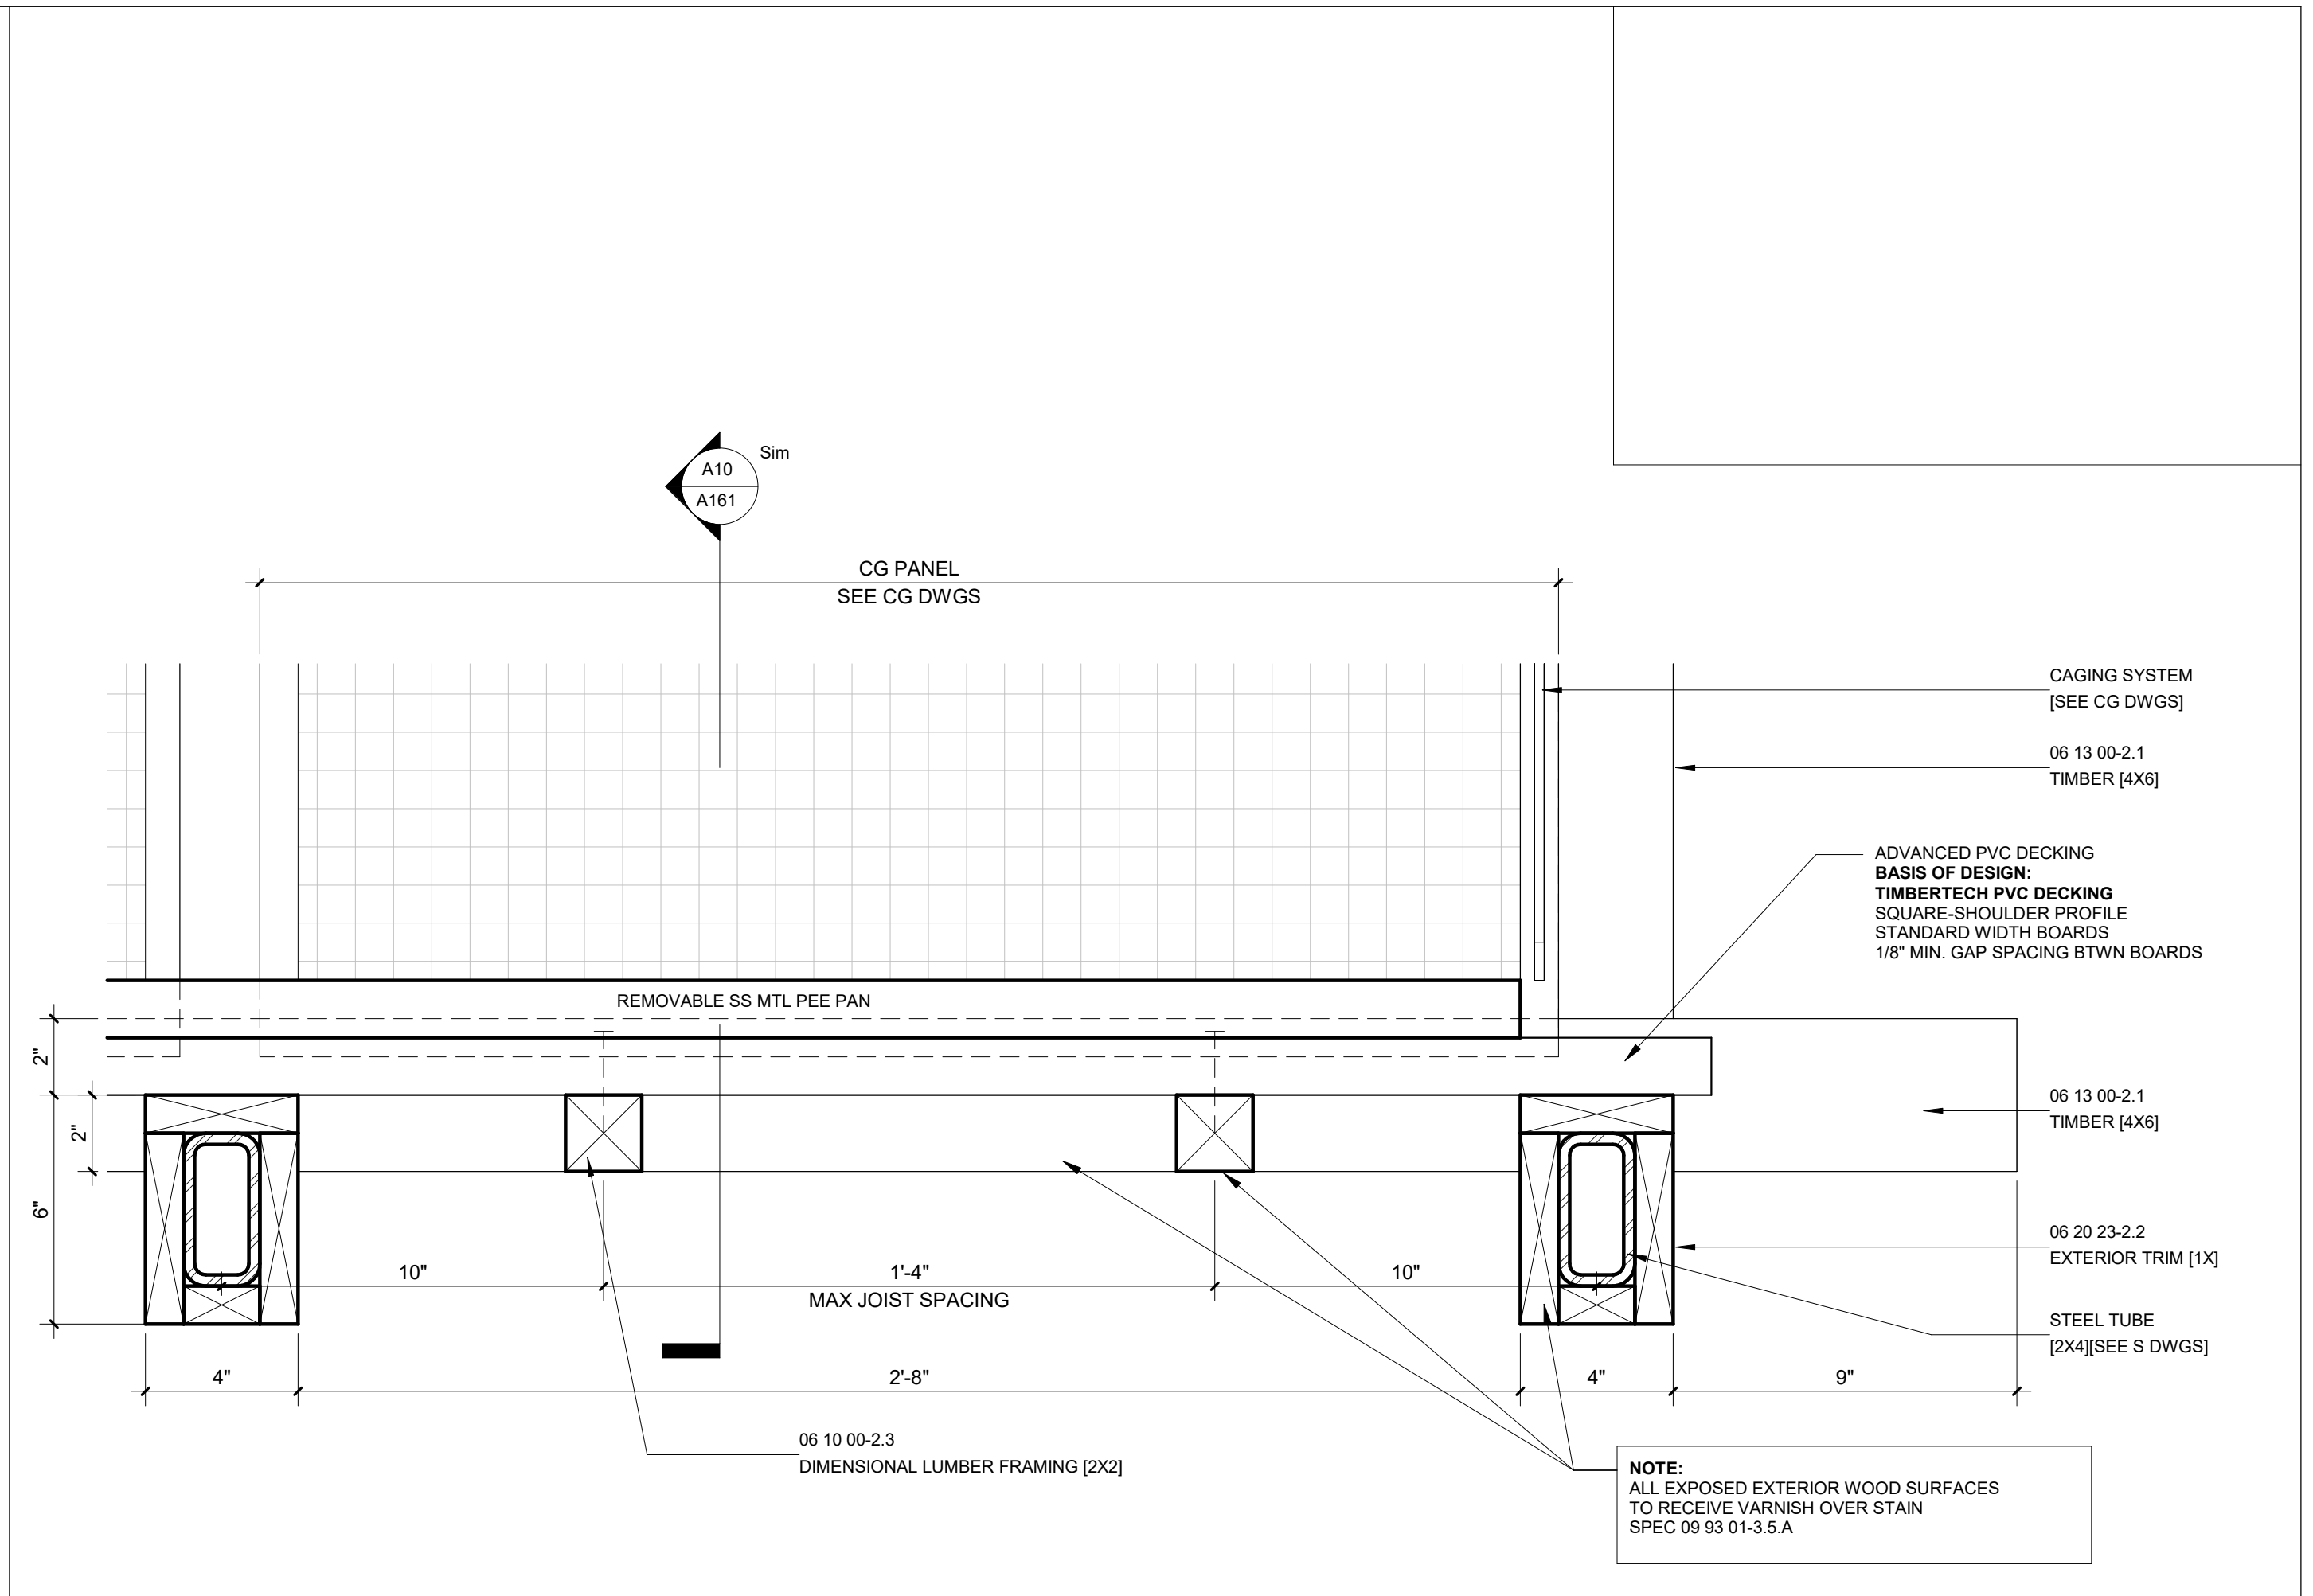 Sim
A10
A161
CG PANEL
SEE CG DWGS
CAGING SYSTEM
[SEE CG DWGS]
06 13 00-2.1
TIMBER [4X6]
ADVANCED PVC DECKING
BASIS OF DESIGN:
TIMBERTECH PVC DECKING
SQUARE-SHOULDER PROFILE
STANDARD WIDTH BOARDS
1/8" MIN. GAP SPACING BTWN BOARDS
REMOVABLE SS MTL PEE PAN
2"
2"
6"
06 13 00-2.1
TIMBER [4X6]
06 20 23-2.2
EXTERIOR TRIM [1X]
10"
1'-4"
MAX JOIST SPACING
10"
STEEL TUBE
[2X4][SEE S DWGS]
4"
2'-8"
4"
9"
06 10 00-2.3
DIMENSIONAL LUMBER FRAMING [2X2]
NOTE:
ALL EXPOSED EXTERIOR WOOD SURFACES
TO RECEIVE VARNISH OVER STAIN
SPEC 09 93 01-3.5.A